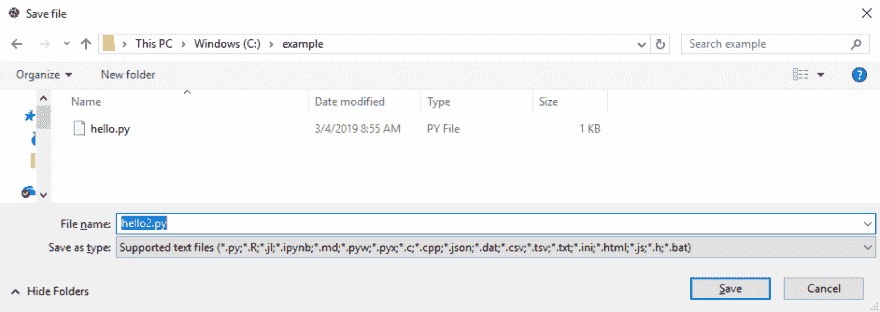 Save file
This PC > Windows (C:) > example
Search example
Organize
New folder
Name Date modified Type Size
hello.py 3/4/2019 8:55 AM PY File 1 KB
File name: hello2.py
Save as type: Supported text files (*.py;*.R;*.jl;*.ipynb;*.md;*.pyw;*.pyx;*.c;*.cpp;*.json;*.dat;*.csv;*.tsv;*.txt;*.ini;*.html;*.js;*.h;*.bat)
Hide Folders
Save
Cancel